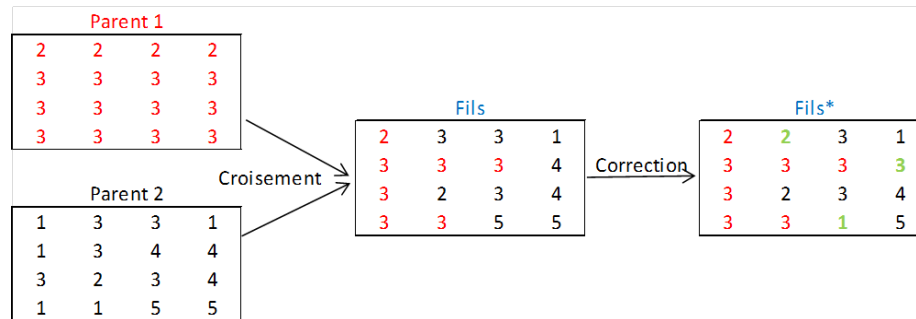 Parent 1
2 2 2 2
3 3 3 3
3 3 3 3
3 3 3 3
Parent 2
1 3 3 1
1 3 4 4
3 2 3 4
1 1 5 5
Croisement
Fils
2 3 3 1
3 3 3 4
3 2 3 4
3 3 5 5
Correction
Fils*
2 2 3 1
3 3 3 3
3 2 3 4
3 3 1 5